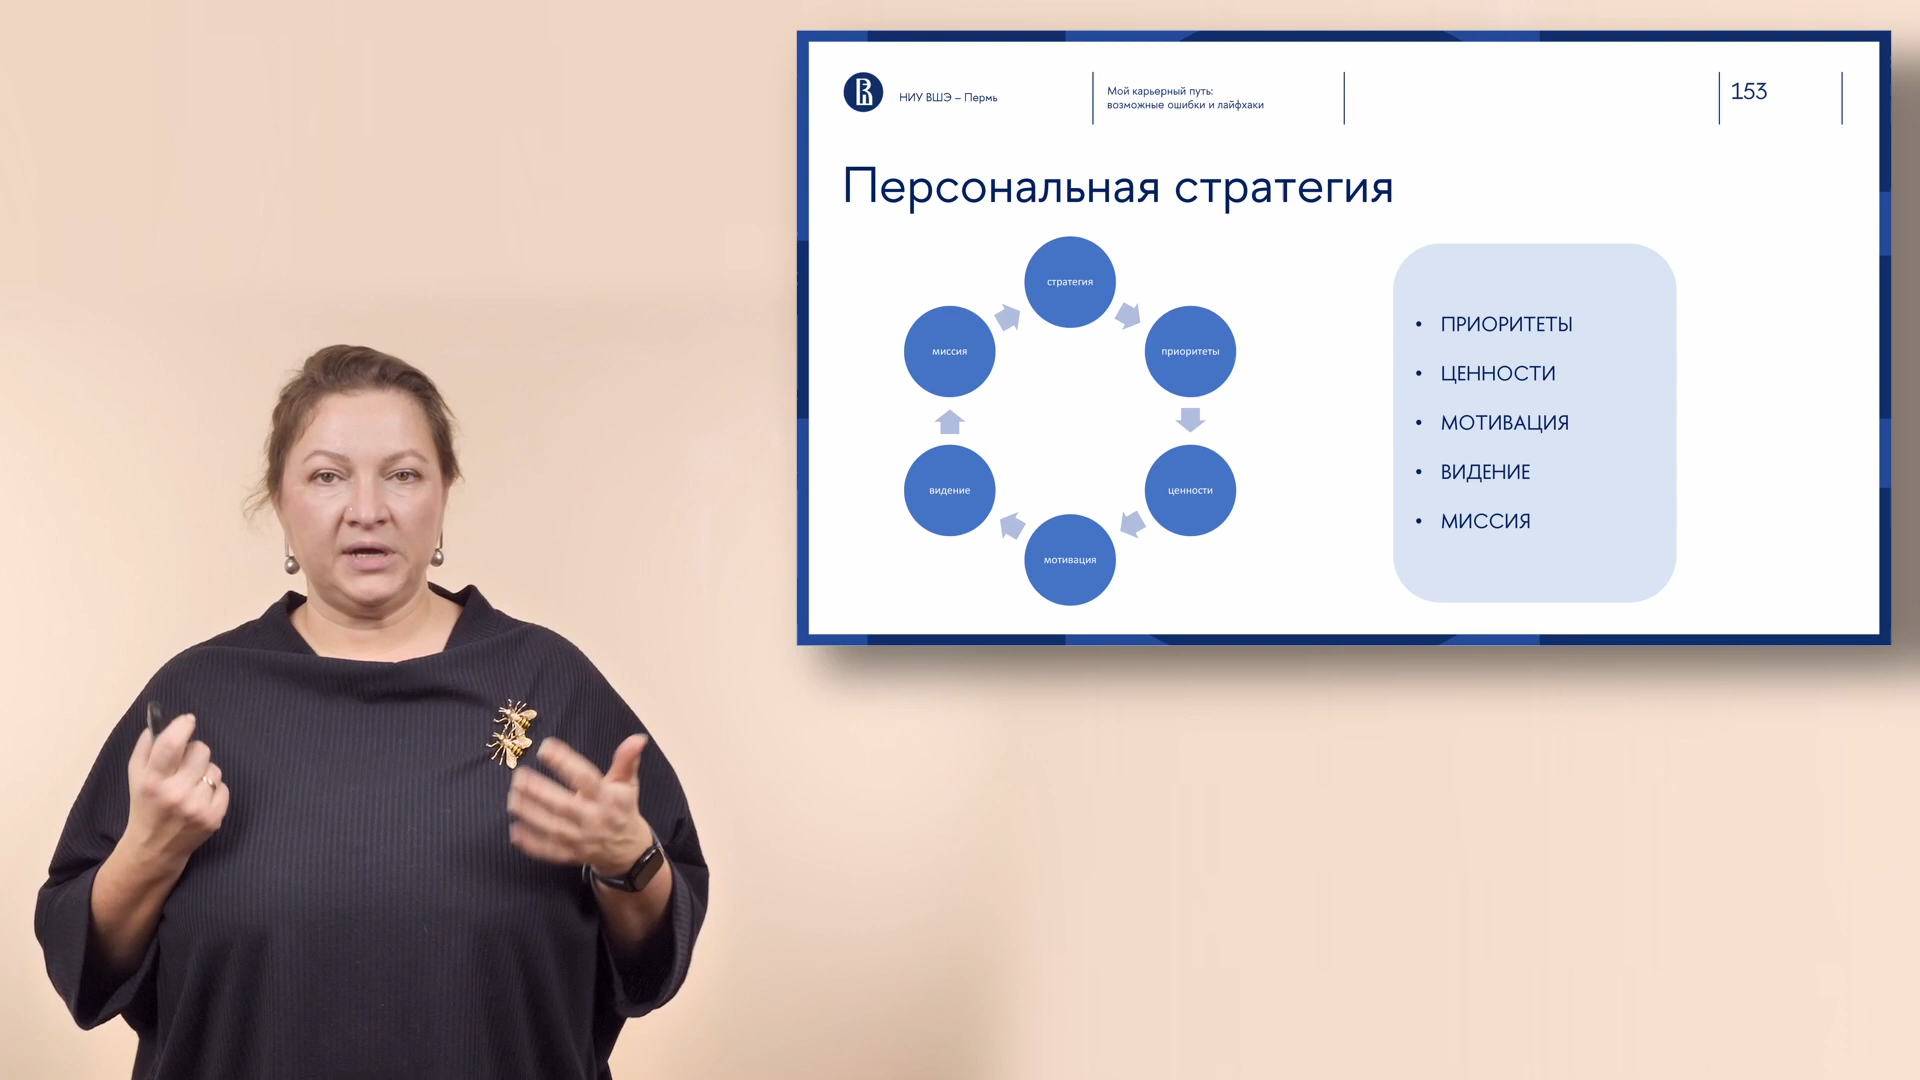 НИУ ВШЭ – Пермь
Мой карьерный путь:
возможные ошибки и лайфхаки
153
Персональная стратегия
стратегия
приоритеты
ценности
мотивация
видение
миссия
• ПРИОРИТЕТЫ
• ЦЕННОСТИ
• МОТИВАЦИЯ
• ВИДЕНИЕ
• МИССИЯ